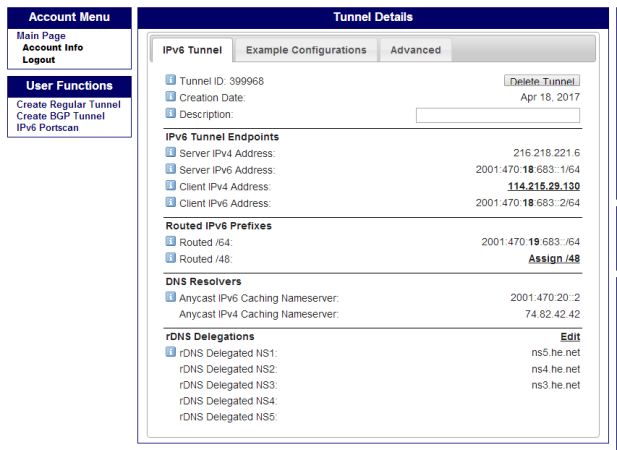 Account Menu
Main Page
Account Info
Logout
User Functions
Create Regular Tunnel
Create BGP Tunnel
IPv6 Portscan
Tunnel Details
IPv6 Tunnel Example Configurations Advanced
Tunnel ID: 399968 Delete Tunnel
Creation Date: Apr 18, 2017
Description:
IPv6 Tunnel Endpoints
Server IPv4 Address: 216.218.221.6
Server IPv6 Address: 2001:470:18:683::1/64
Client IPv4 Address: 114.215.29.130
Client IPv6 Address: 2001:470:18:683::2/64
Routed IPv6 Prefixes
Routed /64: 2001:470:19:683::/64
Routed /48: Assign /48
DNS Resolvers
Anycast IPv6 Caching Nameserver: 2001:470:20::2
Anycast IPv4 Caching Nameserver: 74.82.42.42
rDNS Delegations Edit
rDNS Delegated NS1: ns5.he.net
rDNS Delegated NS2: ns4.he.net
rDNS Delegated NS3: ns3.he.net
rDNS Delegated NS4:
rDNS Delegated NS5: